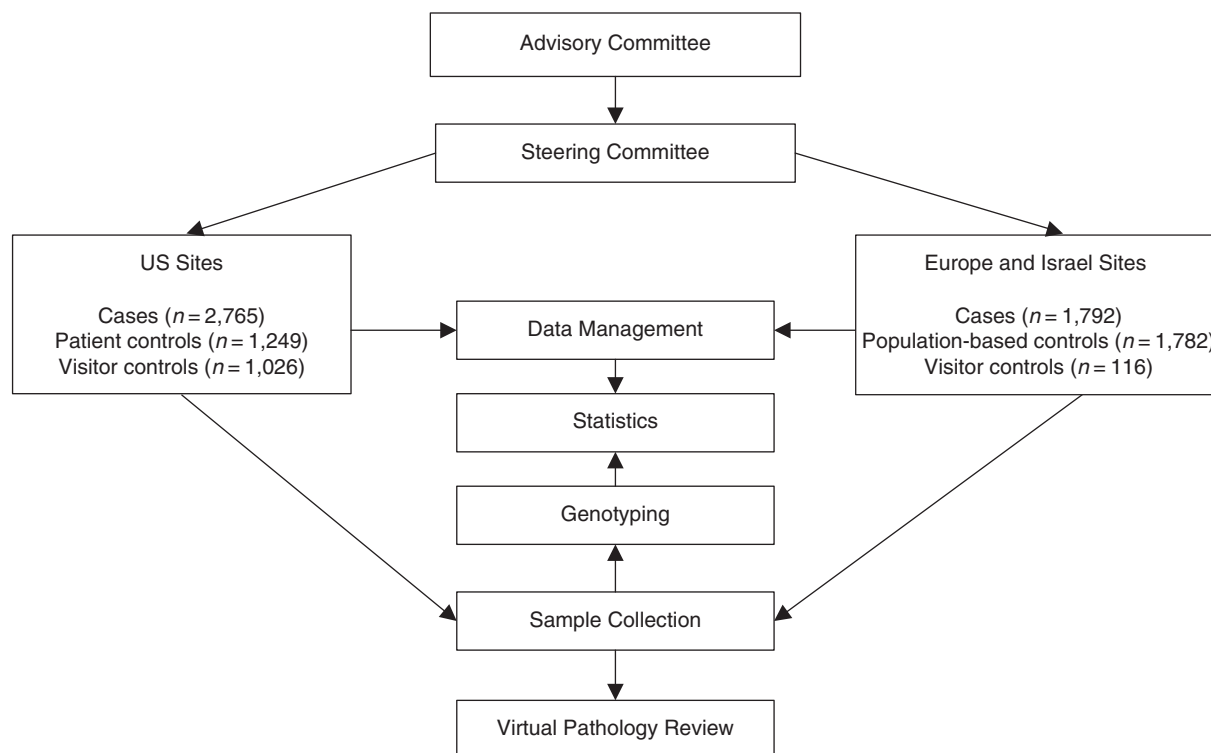 Advisory Committee
Steering Committee
US Sites
Cases (n = 2,765)
Patient controls (n = 1,249)
Visitor controls (n = 1,026)
Europe and Israel Sites
Cases (n = 1,792)
Population-based controls (n = 1,782)
Visitor controls (n = 116)
Data Management
Statistics
Genotyping
Sample Collection
Virtual Pathology Review